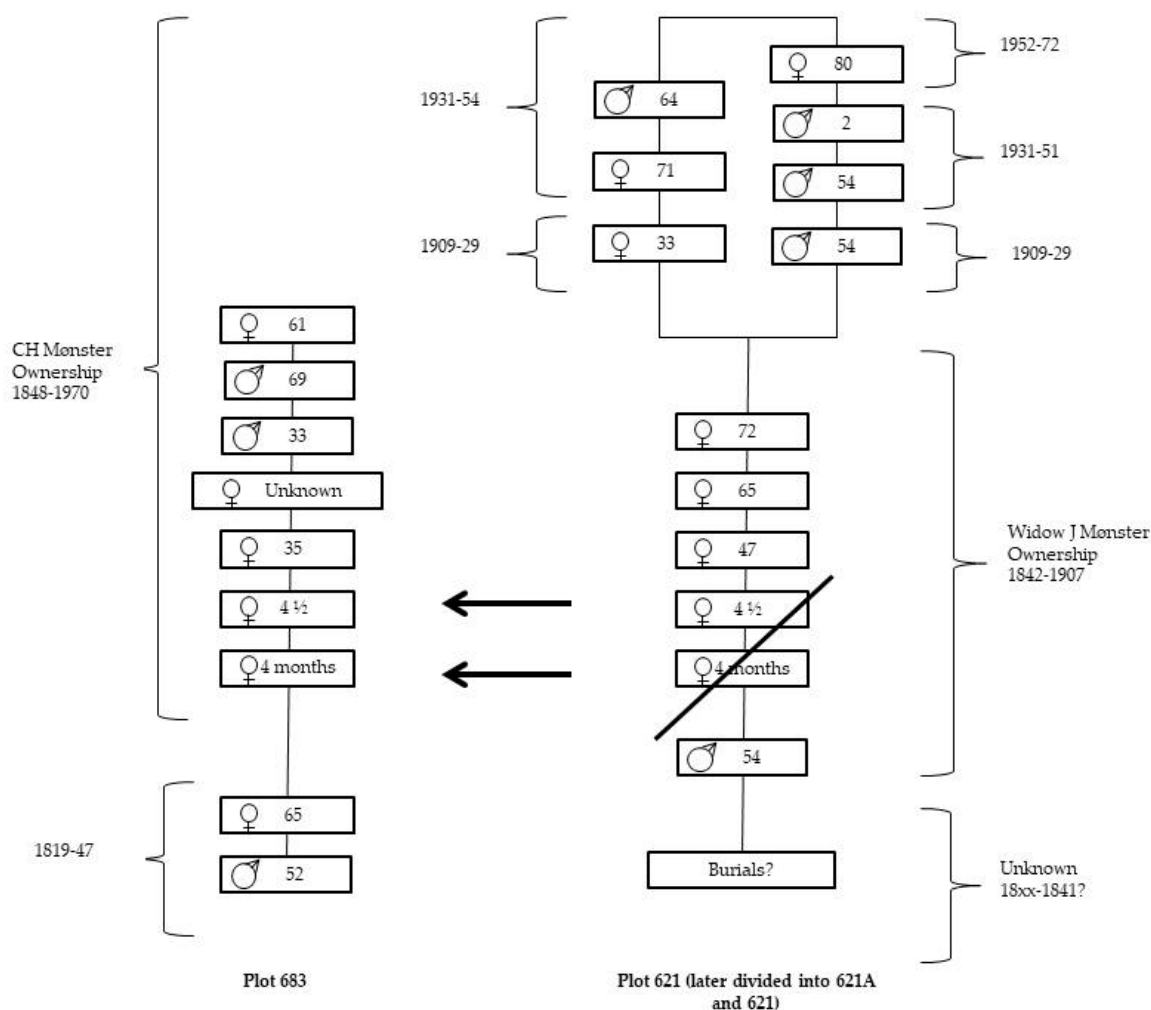 1952-72
♀ 80
1931-54
♂ 64
♂ 2
1931-51
♀ 71
♂ 54
1909-29
♀ 33
♂ 54
1909-29
♀ 61
CH Mønster
Ownership
1848-1970
♂ 69
♂ 33
♀ Unknown
♀ 35
♀ 4 ½
♀ 4 months
♀ 72
♀ 65
♀ 47
♀ 4 ½
♀ 4 months
♂ 54
Widow J Mønster
Ownership
1842-1907
1819-47
♀ 65
♂ 52
Burials?
Unknown
18xx-1841?
Plot 683
Plot 621 (later divided into 621A
and 621)